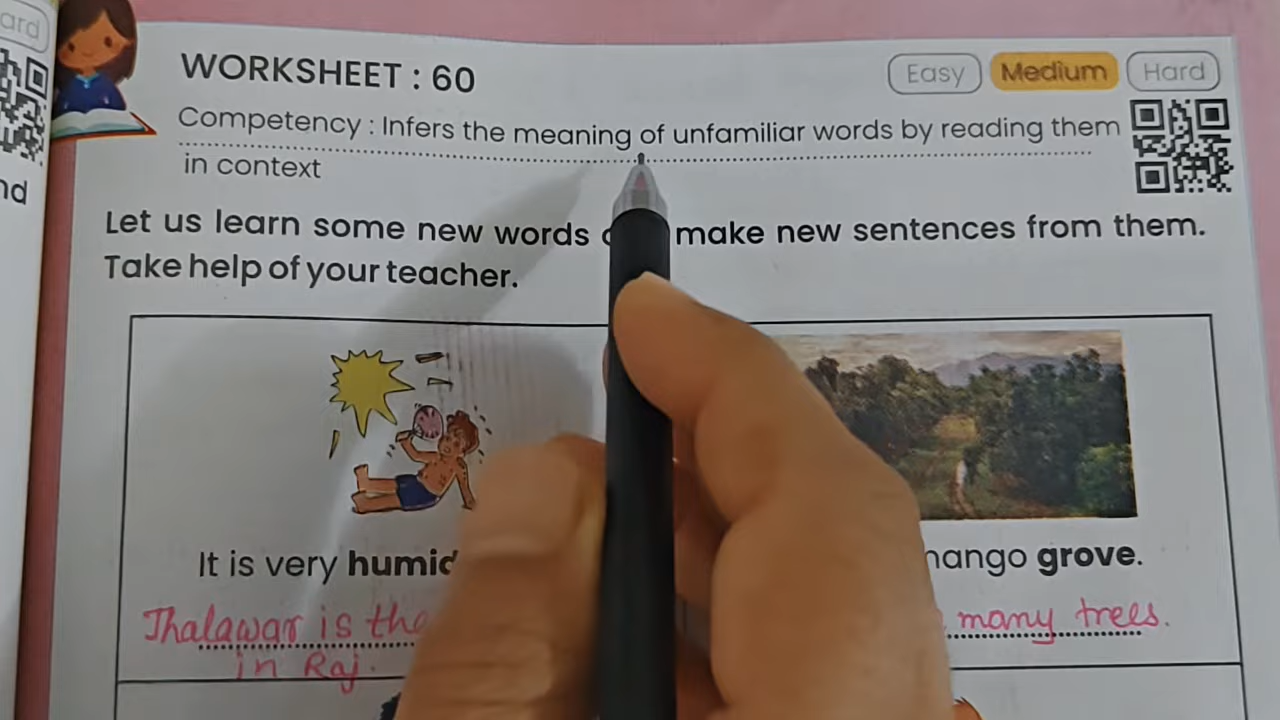 ard
WORKSHEET : 60
Easy Medium Hard
Competency : Infers the meaning of unfamiliar words by reading them
in context
nd
Let us learn some new words make new sentences from them.
Take help of your teacher.
It is very
mango grove.
Thalawar is the
many trees.
in Raj.